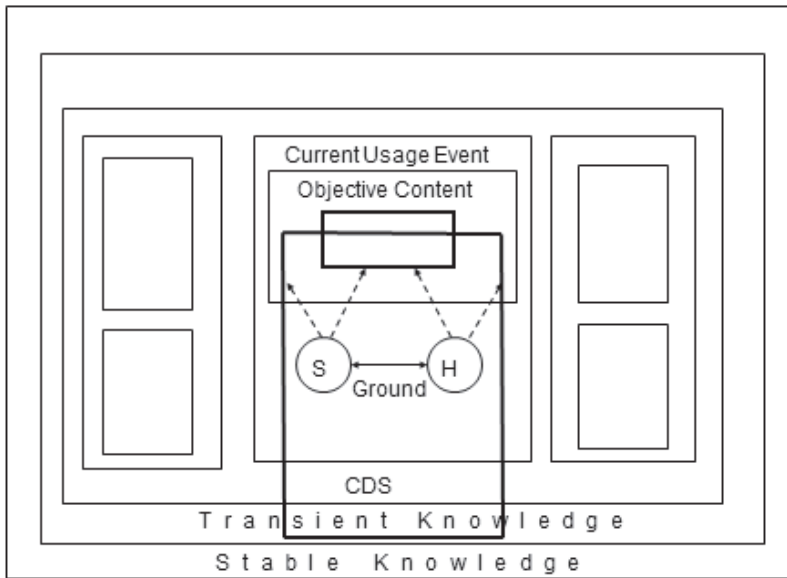 Current Usage Event
Objective Content
S H
Ground
CDS
Transient Knowledge
Stable Knowledge